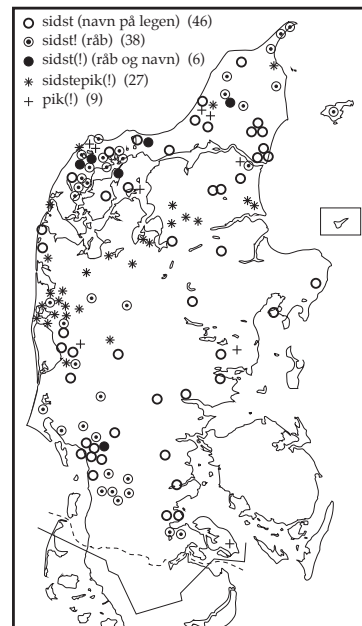 sidst (navn på legen) (46)
sidst! (råb) (38)
sidst(!) (råb og navn) (6)
sidstepik(!) (27)
pik(!) (9)